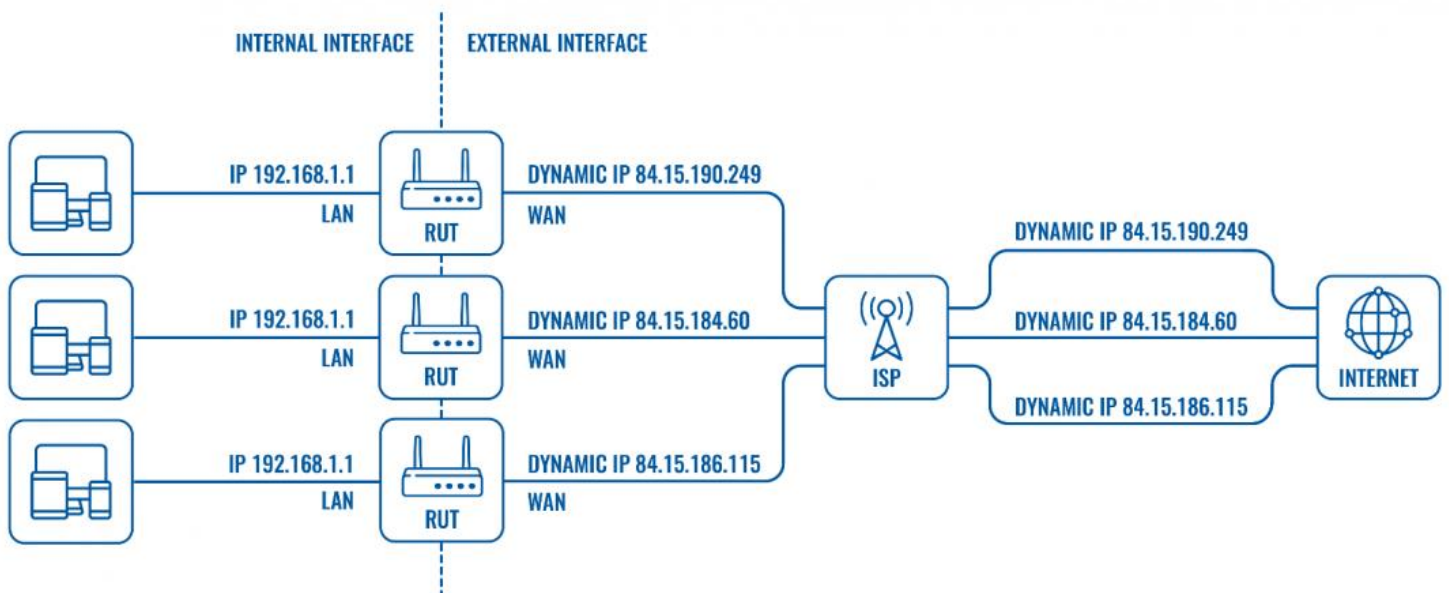 INTERNAL INTERFACE
EXTERNAL INTERFACE
IP 192.168.1.1
LAN
RUT
DYNAMIC IP 84.15.190.249
WAN
IP 192.168.1.1
LAN
RUT
DYNAMIC IP 84.15.184.60
WAN
IP 192.168.1.1
LAN
RUT
DYNAMIC IP 84.15.186.115
WAN
ISP
DYNAMIC IP 84.15.190.249
DYNAMIC IP 84.15.184.60
DYNAMIC IP 84.15.186.115
INTERNET